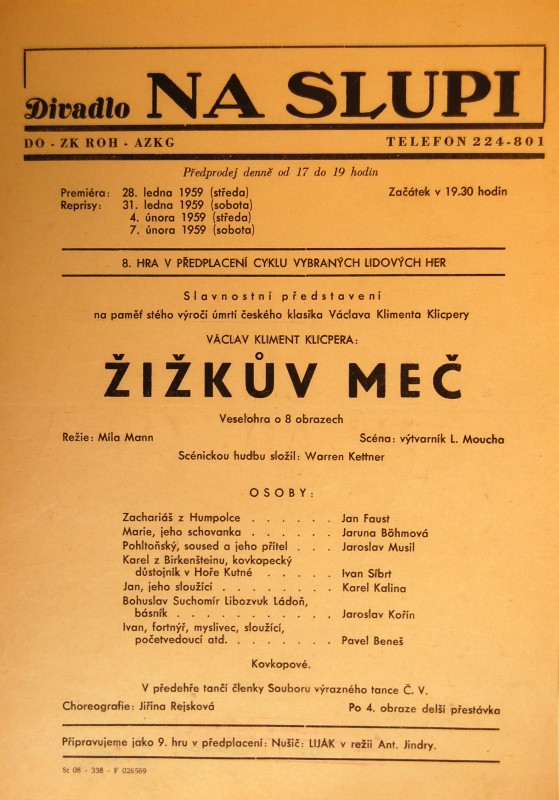 Divadlo NA SLUPI
DO - ZK ROH - AZKG TELEFON 224-801
Předprodej denně od 17 do 19 hodin
Premiéra: 28. ledna 1959 (středa) Začátek v 19.30 hodin
Reprisy: 31. ledna 1959 (sobota)
4. února 1959 (středa)
7. února 1959 (sobota)
8. HRA V PŘEDPLACENÍ CYKLU VYBRANÝCH LIDOVÝCH HER
Slavnostní představení
na paměť stého výročí úmrtí českého klasika Václava Klimenta Klicpery
VÁCLAV KLIMENT KLICPERA:
ŽIŽKŮV MEČ
Veselohra o 8 obrazech
Režie: Míla Mann Scéna: výtvarník L. Moucha
Scénickou hudbu složil: Warren Kettner
OSOBY:
Zachariáš z Humpolce . . . . . . Jan Faust
Marie, jeho schovanka . . . . . . Jaruna Böhmová
Pohltoňský, soused a jeho přítel . . . Jaroslav Musil
Karel z Birkenšteinu, kovkopecký
důstojník v Hoře Kutné . . . . . Ivan Síbrt
Jan, jeho sloužící . . . . . . . . Karel Kalina
Bohuslav Suchomír Libozvuk Ládoň,
básník . . . . . . . . . . . Jaroslav Kořín
Ivan, fortnýř, myslivec, sloužící,
početvedoucí atd. . . . . . . . . Pavel Beneš
Kovkopové.
V předehře tančí členky Souboru výrazného tance Č. V.
Choreografie: Jiřina Rejsková Po 4. obraze delší přestávka
Připravujeme jako 9. hru v předplacení: Nušič: LIJÁK v režii Ant. Jindry.
St 08 - 338 - F 026569